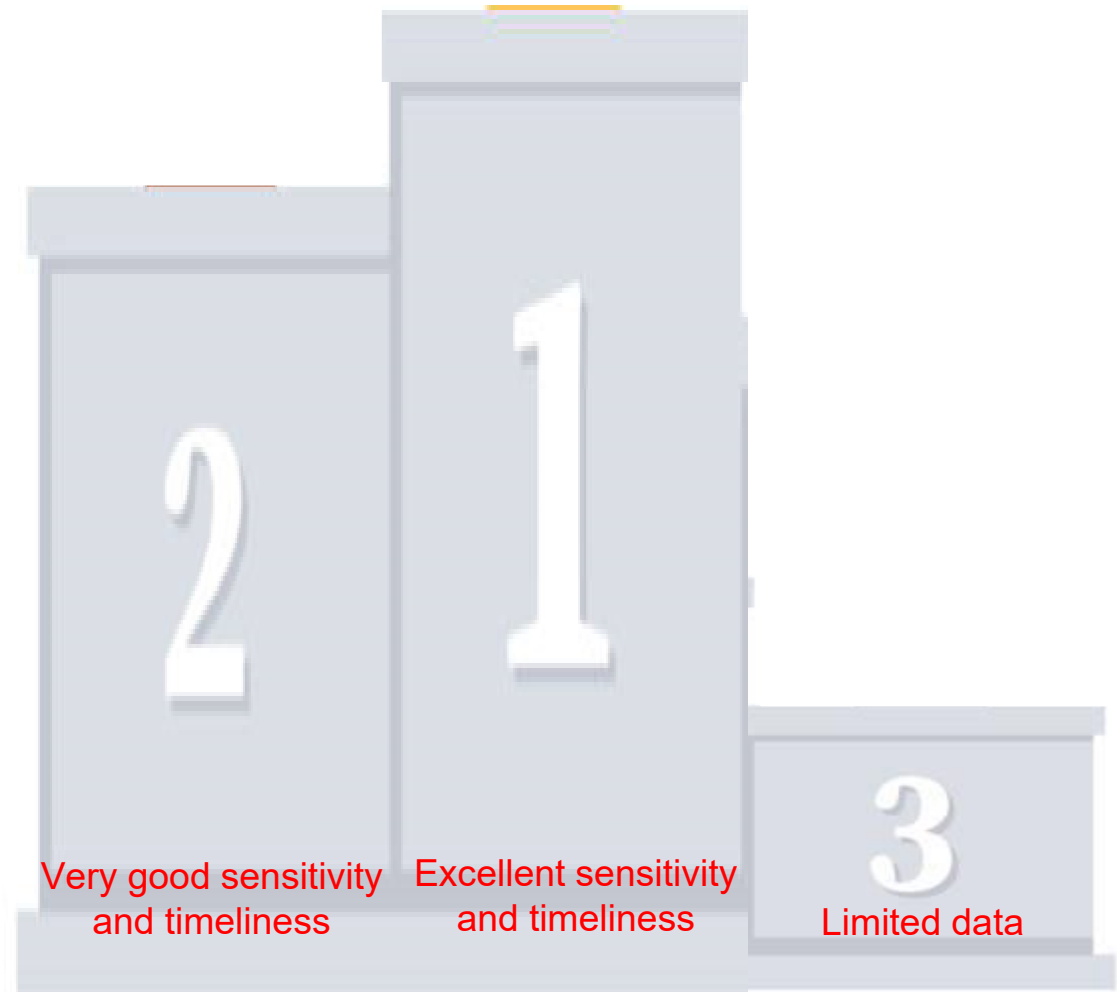 2
Very good sensitivity
and timeliness
1
Excellent sensitivity
and timeliness
3
Limited data